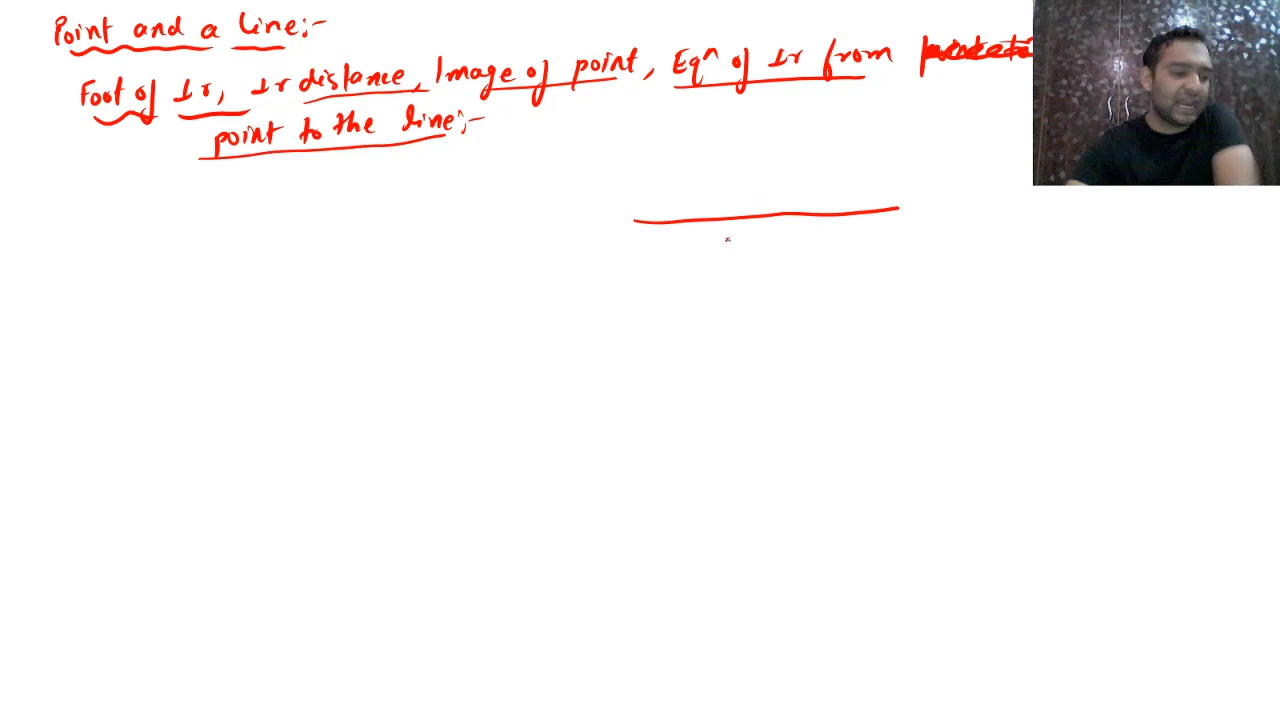 Point and a line:-
Foot of ⊥r, ⊥r distance, Image of point, Eqⁿ of ⊥r from
point to the line:-